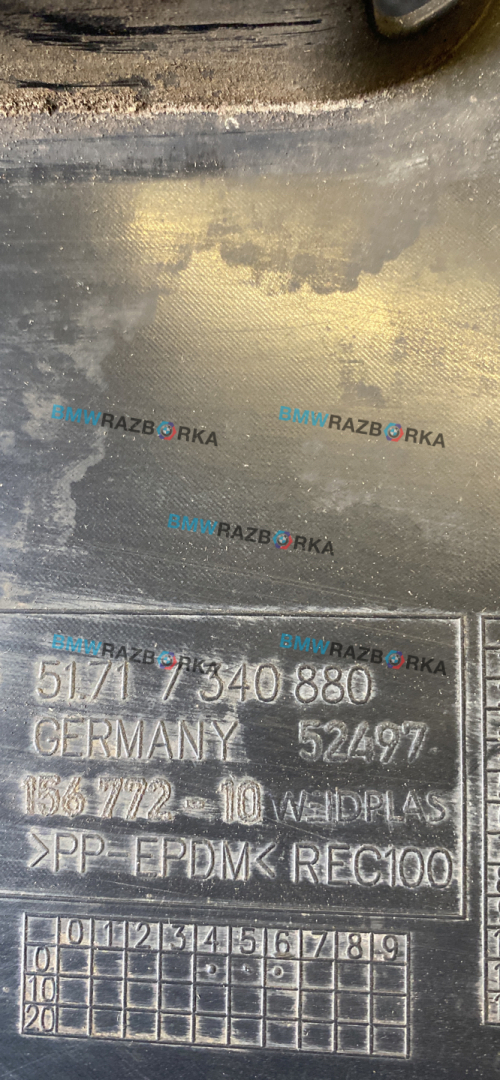 BMWRAZBORKA
BMWRAZBORKA
BMWRAZBORKA
BMWRAZBORKA
BMWRAZBORKA
51.71 7 340 880
GERMANY 52497
156 772-10 WEIDPLAS
>PP-EPDM< REC100
0 1 2 3 4 5 6 7 8 9
0
10
20